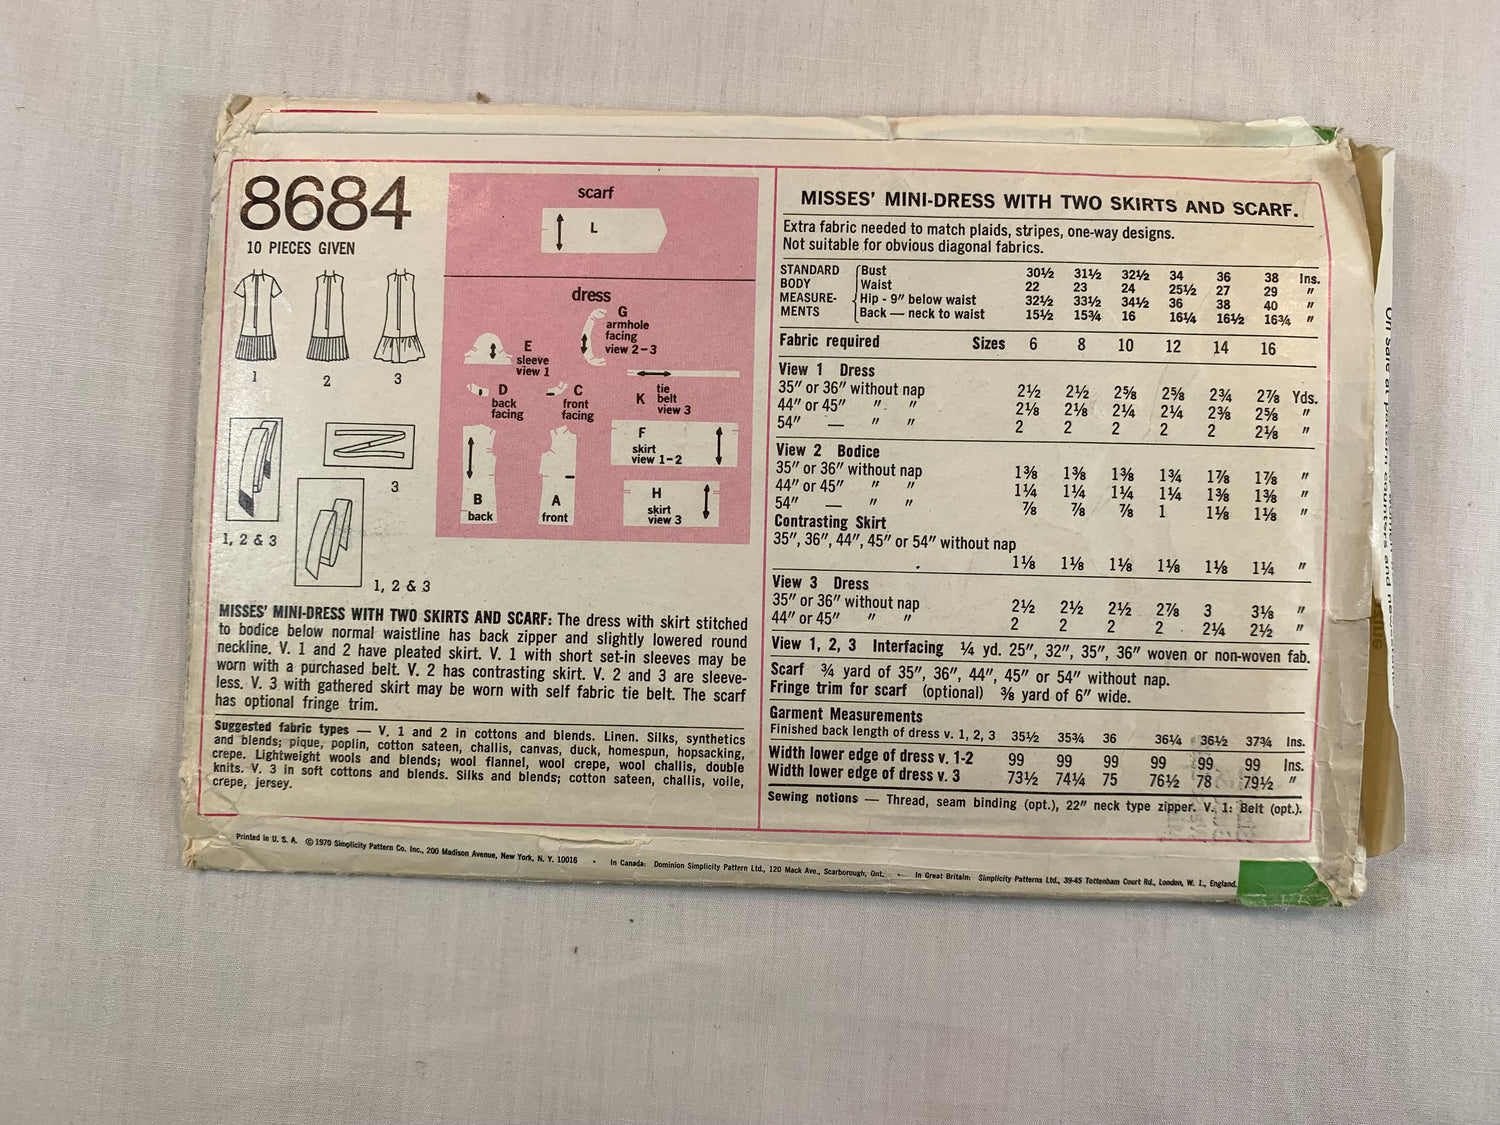 8684
10 PIECES GIVEN
1
2
3
1, 2 & 3
3
1, 2 & 3
scarf
L
dress
G
armhole
facing
view 2-3
E
sleeve
view 1
D
back
facing
C
front
facing
K
tie
belt
view 3
F
skirt
view 1-2
H
skirt
view 3
B
back
A
front
MISSES' MINI-DRESS WITH TWO SKIRTS AND SCARF: The dress with skirt stitched
to bodice below normal waistline has back zipper and slightly lowered round
neckline. V. 1 and 2 have pleated skirt. V. 1 with short set-in sleeves may be
worn with a purchased belt. V. 2 has contrasting skirt. V. 2 and 3 are sleeve-
less. V. 3 with gathered skirt may be worn with self fabric tie belt. The scarf
has optional fringe trim.
Suggested fabric types — V. 1 and 2 in cottons and blends. Linen. Silks, synthetics
and blends; pique, poplin, cotton sateen, challis, canvas, duck, homespun, hopsacking,
crepe. Lightweight wools and blends; wool flannel, wool crepe, wool challis, double
knits. V. 3 in soft cottons and blends. Silks and blends; cotton sateen, challis, voile,
crepe, jersey.
MISSES' MINI-DRESS WITH TWO SKIRTS AND SCARF.
Extra fabric needed to match plaids, stripes, one-way designs.
Not suitable for obvious diagonal fabrics.
STANDARD BODY MEASURE-MENTS
Bust 30½ 31½ 32½ 34 36 38 Ins.
Waist 22 23 24 25½ 27 29 "
Hip - 9" below waist 32½ 33½ 34½ 36 38 40 "
Back — neck to waist 15½ 15¾ 16 16¼ 16½ 16¾ "
Fabric required Sizes 6 8 10 12 14 16
View 1 Dress
35" or 36" without nap 2½ 2½ 2⅝ 2⅝ 2¾ 2⅞ Yds.
44" or 45" " " 2⅛ 2⅛ 2¼ 2¼ 2⅜ 2⅝ "
54" — " " 2 2 2 2 2 2⅛ "
View 2 Bodice
35" or 36" without nap 1⅜ 1⅜ 1⅜ 1¾ 1⅞ 1⅞ "
44" or 45" " " 1¼ 1¼ 1¼ 1¼ 1⅜ 1⅜ "
54" — " " ⅞ ⅞ ⅞ 1 1⅛ 1⅛ "
Contrasting Skirt
35", 36", 44", 45" or 54" without nap
1⅛ 1⅛ 1⅛ 1⅛ 1⅛ 1¼ "
View 3 Dress
35" or 36" without nap 2½ 2½ 2½ 2⅞ 3 3⅛ "
44" or 45" " " 2 2 2 2 2¼ 2½ "
View 1, 2, 3 Interfacing ¼ yd. 25", 32", 35", 36" woven or non-woven fab.
Scarf ¾ yard of 35", 36", 44", 45" or 54" without nap.
Fringe trim for scarf (optional) ⅜ yard of 6" wide.
Garment Measurements
Finished back length of dress v. 1, 2, 3 35½ 35¾ 36 36¼ 36½ 37¾ Ins.
Width lower edge of dress v. 1-2 99 99 99 99 99 99 Ins.
Width lower edge of dress v. 3 73½ 74¼ 75 76½ 78 79½ "
Sewing notions — Thread, seam binding (opt.), 22" neck type zipper. V. 1: Belt (opt.).
Printed in U. S. A. © 1970 Simplicity Pattern Co. Inc., 200 Madison Avenue, New York, N. Y. 10016 • In Canada: Dominion Simplicity Pattern Ltd., 120 Mack Ave., Scarborough, Ont. • In Great Britain: Simplicity Patterns Ltd., 39-45 Tottenham Court Rd., London, W. 1., England.
On sale at pattern counters and